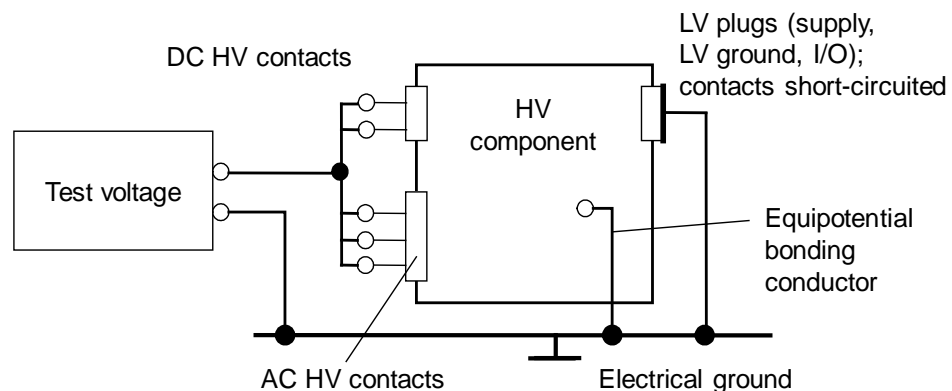 LV plugs (supply,
LV ground, I/O);
contacts short-circuited
DC HV contacts
HV
component
Test voltage
Equipotential
bonding
conductor
AC HV contacts
Electrical ground